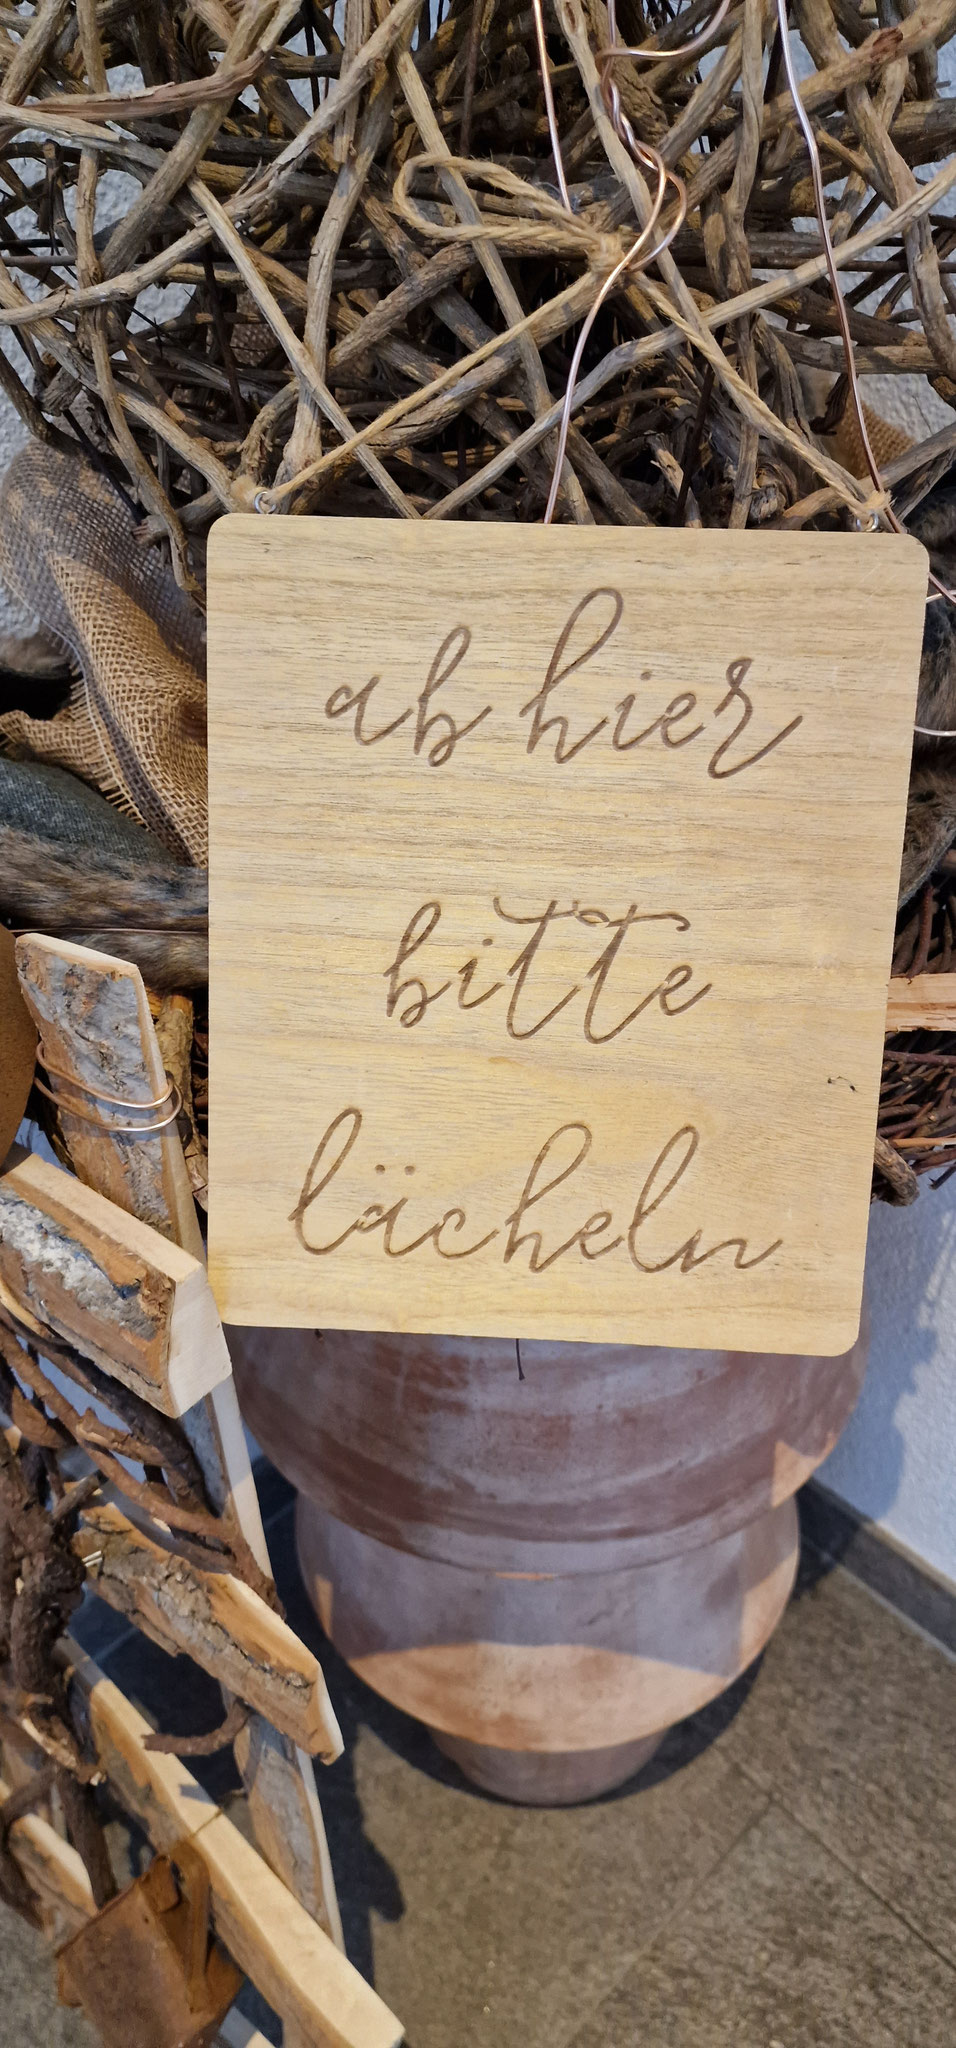 ab hier
bitte
lächeln